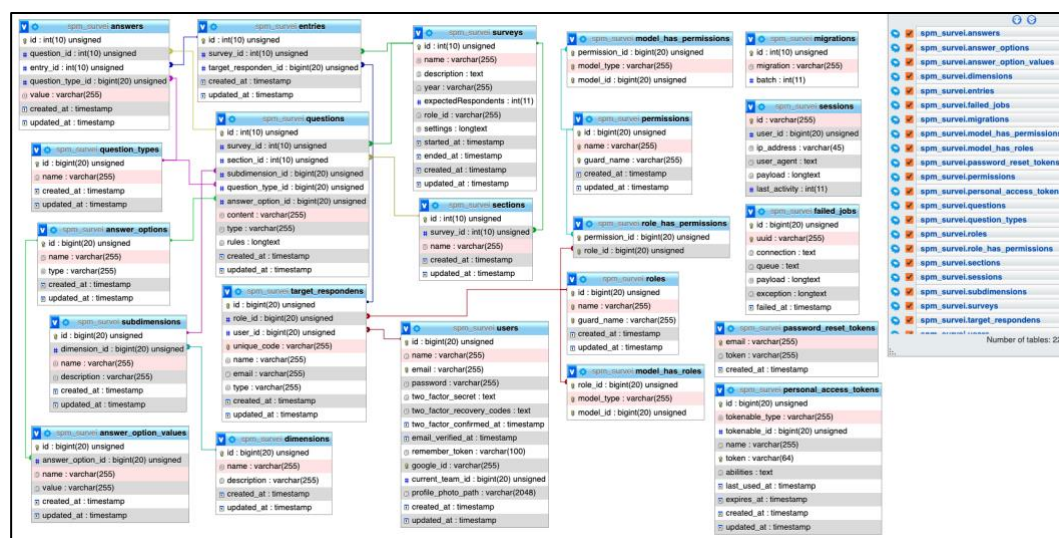 spm_survei answers
id : int(10) unsigned
question_id : int(10) unsigned
entry_id : int(10) unsigned
question_type_id : bigint(20) unsigned
value : varchar(255)
created_at : timestamp
updated_at : timestamp
spm_survei question_types
id : bigint(20) unsigned
name : varchar(255)
created_at : timestamp
updated_at : timestamp
spm_survei answer_options
id : bigint(20) unsigned
name : varchar(255)
type : varchar(255)
created_at : timestamp
updated_at : timestamp
spm_survei subdimensions
id : bigint(20) unsigned
dimension_id : bigint(20) unsigned
name : varchar(255)
description : varchar(255)
created_at : timestamp
updated_at : timestamp
spm_survei answer_option_values
id : bigint(20) unsigned
answer_option_id : bigint(20) unsigned
name : varchar(255)
value : varchar(255)
created_at : timestamp
updated_at : timestamp
spm_survei entries
id : int(10) unsigned
survey_id : int(10) unsigned
target_responden_id : bigint(20) unsigned
created_at : timestamp
updated_at : timestamp
spm_survei questions
id : int(10) unsigned
survey_id : int(10) unsigned
section_id : int(10) unsigned
subdimension_id : bigint(20) unsigned
question_type_id : bigint(20) unsigned
answer_option_id : bigint(20) unsigned
content : varchar(255)
type : varchar(255)
rules : longtext
created_at : timestamp
updated_at : timestamp
spm_survei target_respondens
id : bigint(20) unsigned
role_id : bigint(20) unsigned
user_id : bigint(20) unsigned
unique_code : varchar(255)
name : varchar(255)
email : varchar(255)
type : varchar(255)
created_at : timestamp
updated_at : timestamp
spm_survei dimensions
id : bigint(20) unsigned
name : varchar(255)
description : varchar(255)
created_at : timestamp
updated_at : timestamp
spm_survei surveys
id : int(10) unsigned
name : varchar(255)
description : text
year : varchar(255)
expectedRespondents : int(11)
role_id : varchar(255)
settings : longtext
started_at : timestamp
ended_at : timestamp
created_at : timestamp
updated_at : timestamp
spm_survei sections
id : int(10) unsigned
survey_id : int(10) unsigned
name : varchar(255)
created_at : timestamp
updated_at : timestamp
spm_survei users
id : bigint(20) unsigned
name : varchar(255)
email : varchar(255)
password : varchar(255)
two_factor_secret : text
two_factor_recovery_codes : text
two_factor_confirmed_at : timestamp
email_verified_at : timestamp
remember_token : varchar(100)
google_id : varchar(255)
current_team_id : bigint(20) unsigned
profile_photo_path : varchar(2048)
created_at : timestamp
updated_at : timestamp
spm_survei model_has_permissions
permission_id : bigint(20) unsigned
model_type : varchar(255)
model_id : bigint(20) unsigned
spm_survei permissions
id : bigint(20) unsigned
name : varchar(255)
guard_name : varchar(255)
created_at : timestamp
updated_at : timestamp
spm_survei role_has_permissions
permission_id : bigint(20) unsigned
role_id : bigint(20) unsigned
spm_survei roles
id : bigint(20) unsigned
name : varchar(255)
guard_name : varchar(255)
created_at : timestamp
updated_at : timestamp
spm_survei model_has_roles
role_id : bigint(20) unsigned
model_type : varchar(255)
model_id : bigint(20) unsigned
spm_survei migrations
id : int(10) unsigned
migration : varchar(255)
batch : int(11)
spm_survei sessions
id : varchar(255)
user_id : bigint(20) unsigned
ip_address : varchar(45)
user_agent : text
payload : longtext
last_activity : int(11)
spm_survei failed_jobs
id : bigint(20) unsigned
uuid : varchar(255)
connection : text
queue : text
payload : longtext
exception : longtext
failed_at : timestamp
spm_survei password_reset_tokens
email : varchar(255)
token : varchar(255)
created_at : timestamp
spm_survei personal_access_tokens
id : bigint(20) unsigned
tokenable_type : varchar(255)
tokenable_id : bigint(20) unsigned
name : varchar(255)
token : varchar(64)
abilities : text
last_used_at : timestamp
expires_at : timestamp
created_at : timestamp
updated_at : timestamp
spm_survei.answers
spm_survei.answer_options
spm_survei.answer_option_values
spm_survei.dimensions
spm_survei.entries
spm_survei.failed_jobs
spm_survei.migrations
spm_survei.model_has_permission
spm_survei.model_has_roles
spm_survei.password_reset_tokens
spm_survei.permissions
spm_survei.personal_access_token
spm_survei.questions
spm_survei.question_types
spm_survei.roles
spm_survei.role_has_permissions
spm_survei.sections
spm_survei.sessions
spm_survei.subdimensions
spm_survei.surveys
spm_survei.target_respondens
Number of tables: 22